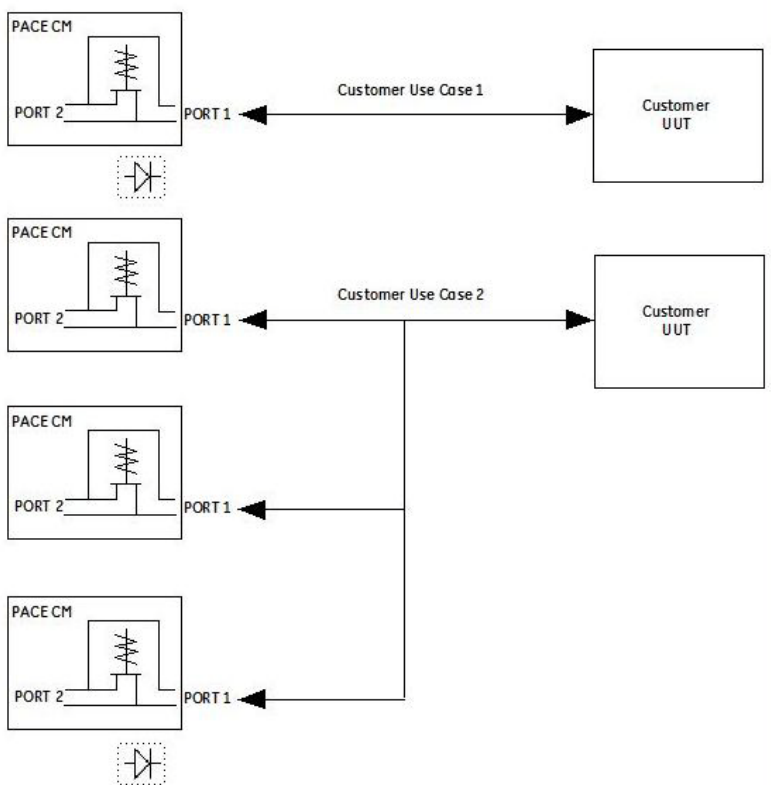 PACE CM
PORT 2
PORT 1
Customer Use Case 1
Customer
UUT
PACE CM
PORT 2
PORT 1
Customer Use Case 2
Customer
UUT
PACE CM
PORT 2
PORT 1
PACE CM
PORT 2
PORT 1